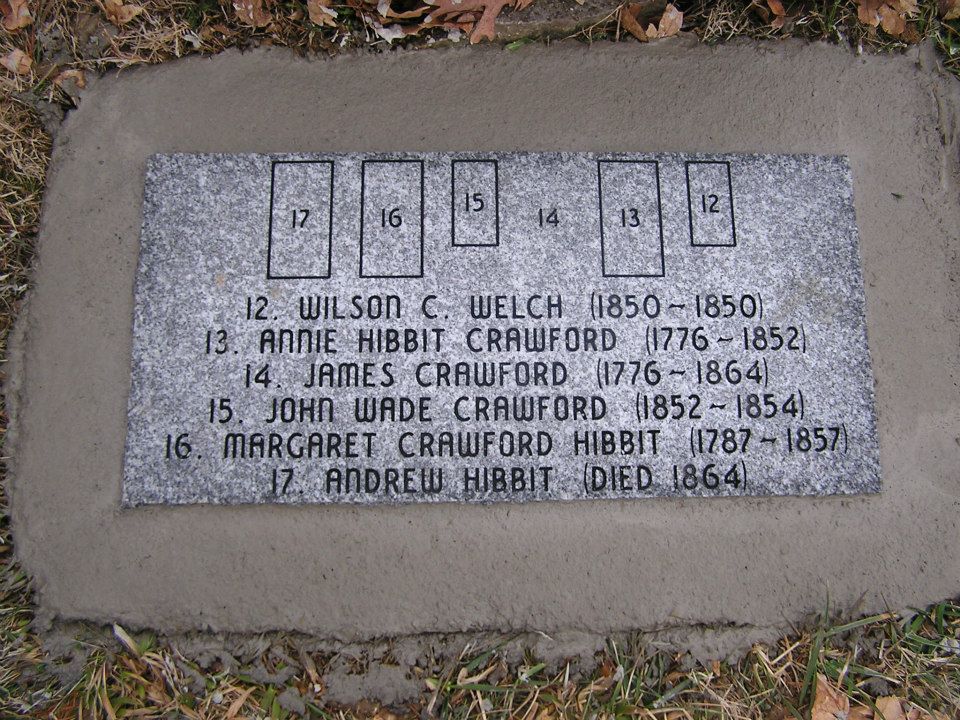 17 16 15 14 13 12
12. WILSON C. WELCH (1850~1850)
13. ANNIE HIBBIT CRAWFORD (1776~1852)
14. JAMES CRAWFORD (1776~1864)
15. JOHN WADE CRAWFORD (1852~1854)
16. MARGARET CRAWFORD HIBBIT (1787~1857)
17. ANDREW HIBBIT (DIED 1864)